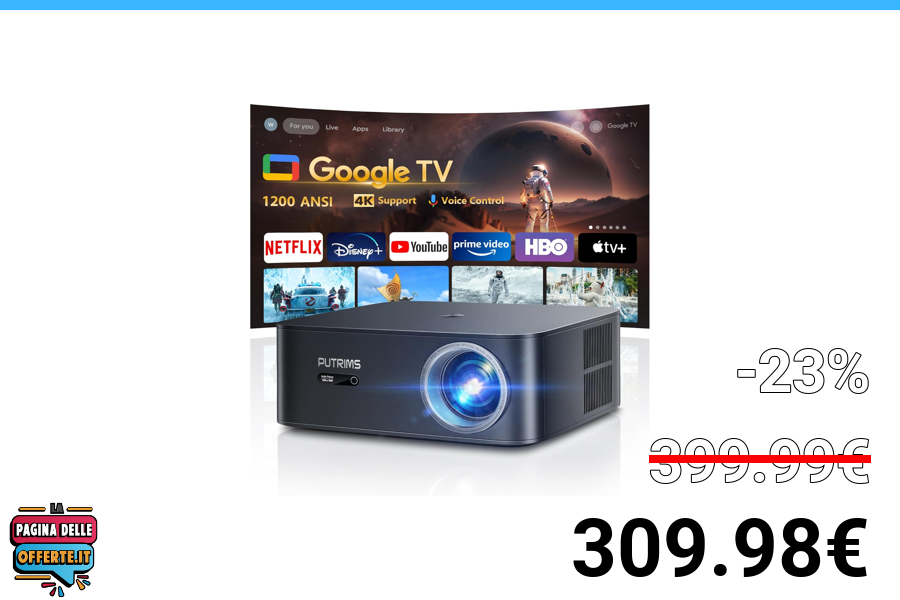 W For you Live Apps Library Google TV
Google TV
1200 ANSI 4K Support Voice Control
NETFLIX Disney+ YouTube prime video HBO tv+
PUTRIMS
-23%
399.99€
309.98€
LA
PAGINA DELLE
OFFERTE.IT